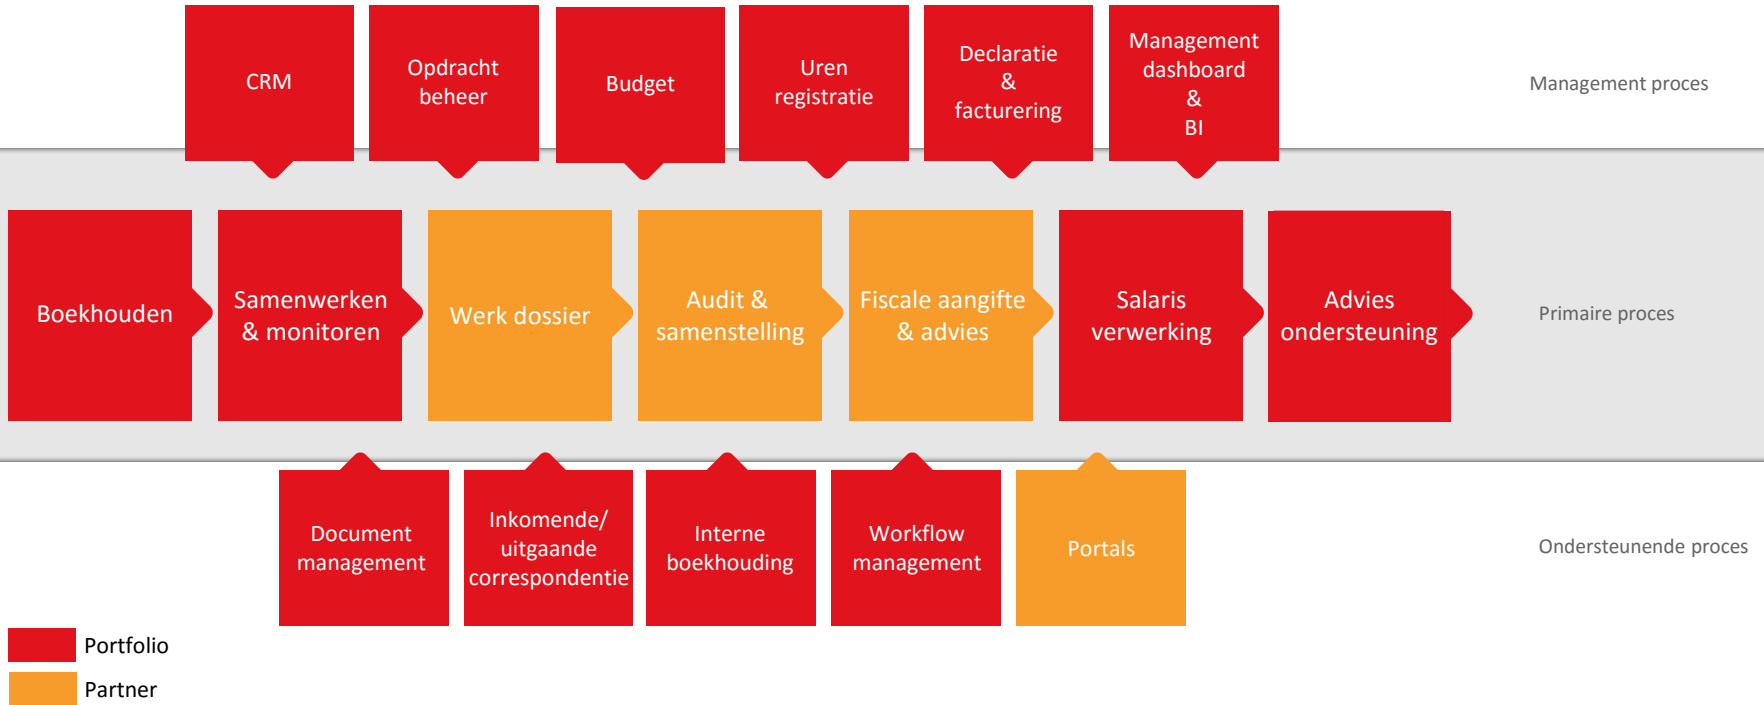 CRM
Opdracht
beheer
Budget
Uren
registratie
Declaratie
&
facturering
Management
dashboard
&
BI
Management proces
Boekhouden
Samenwerken
& monitoren
Werk dossier
Audit &
samenstelling
Fiscale aangifte
& advies
Salaris
verwerking
Advies
ondersteuning
Primaire proces
Document
management
Inkomende/
uitgaande
correspondentie
Interne
boekhouding
Workflow
management
Portals
Ondersteunende proces
Portfolio
Partner